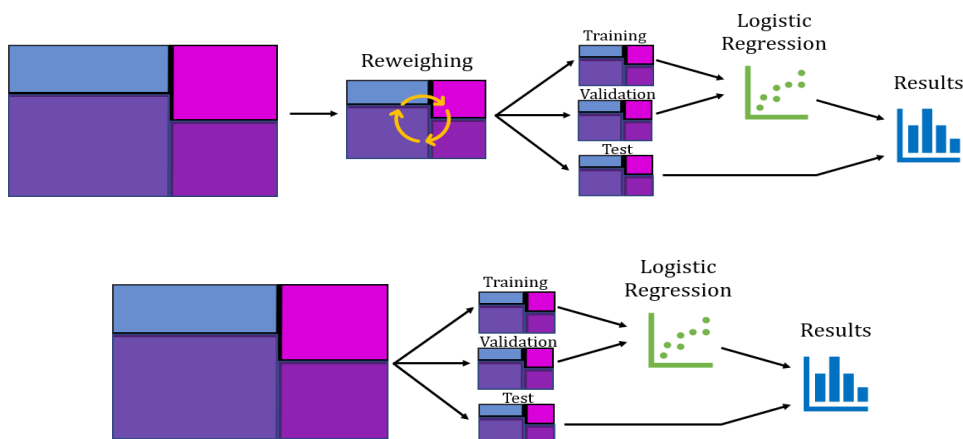 Reweighing
Training
Validation
Test
Logistic
Regression
Results
Training
Validation
Test
Logistic
Regression
Results